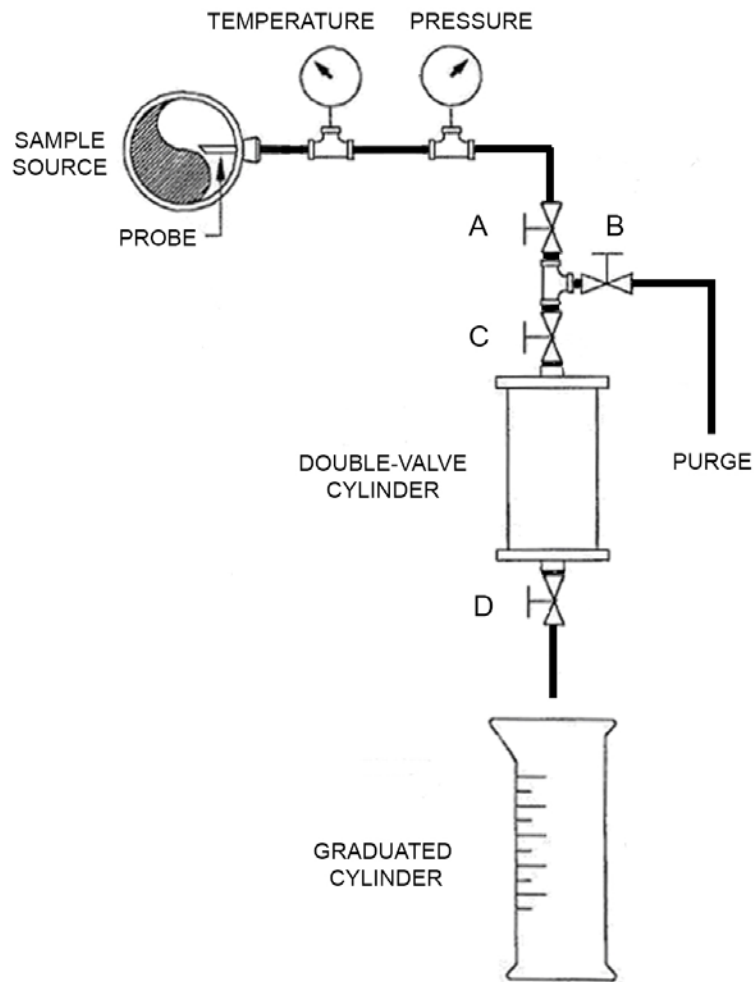 TEMPERATURE
PRESSURE
SAMPLE
SOURCE
PROBE
A
B
C
DOUBLE-VALVE
CYLINDER
PURGE
D
GRADUATED
CYLINDER